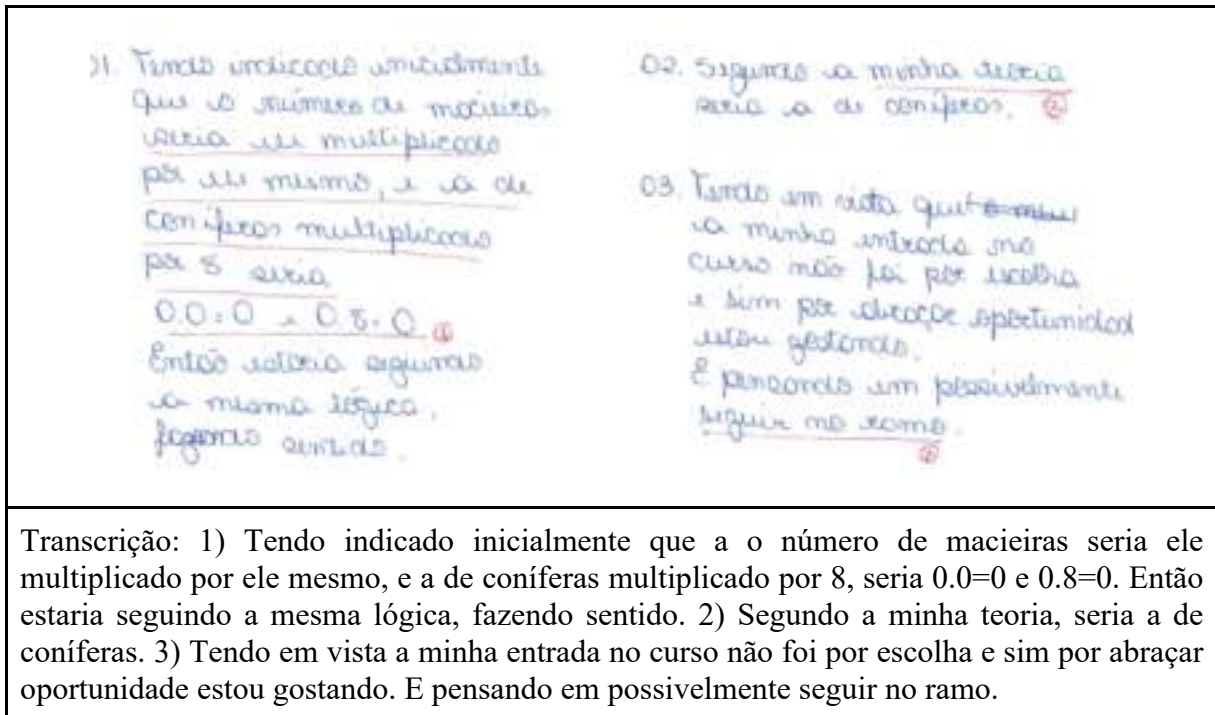 01. Tendo indicado inicialmente
que o número de macieiras
seria ele multiplicado
por ele mesmo, e a de
coníferas multiplicado
por 8 seria
0.0=0 e 0.8=0 ①
Então estaria seguindo
a mesma lógica,
fazendo sentido.
02. Segundo a minha teoria
seria a de coníferas. ②
03. Tendo em vista que
a minha entrada no
curso não foi por escolha
e sim por abraçar oportunidad
estou gostando.
E pensando em possivelmente
seguir no ramo.
Transcrição: 1) Tendo indicado inicialmente que a o número de macieiras seria ele
multiplicado por ele mesmo, e a de coníferas multiplicado por 8, seria 0.0=0 e 0.8=0. Então
estaria seguindo a mesma lógica, fazendo sentido. 2) Segundo a minha teoria, seria a de
coníferas. 3) Tendo em vista a minha entrada no curso não foi por escolha e sim por abraçar
oportunidade estou gostando. E pensando em possivelmente seguir no ramo.